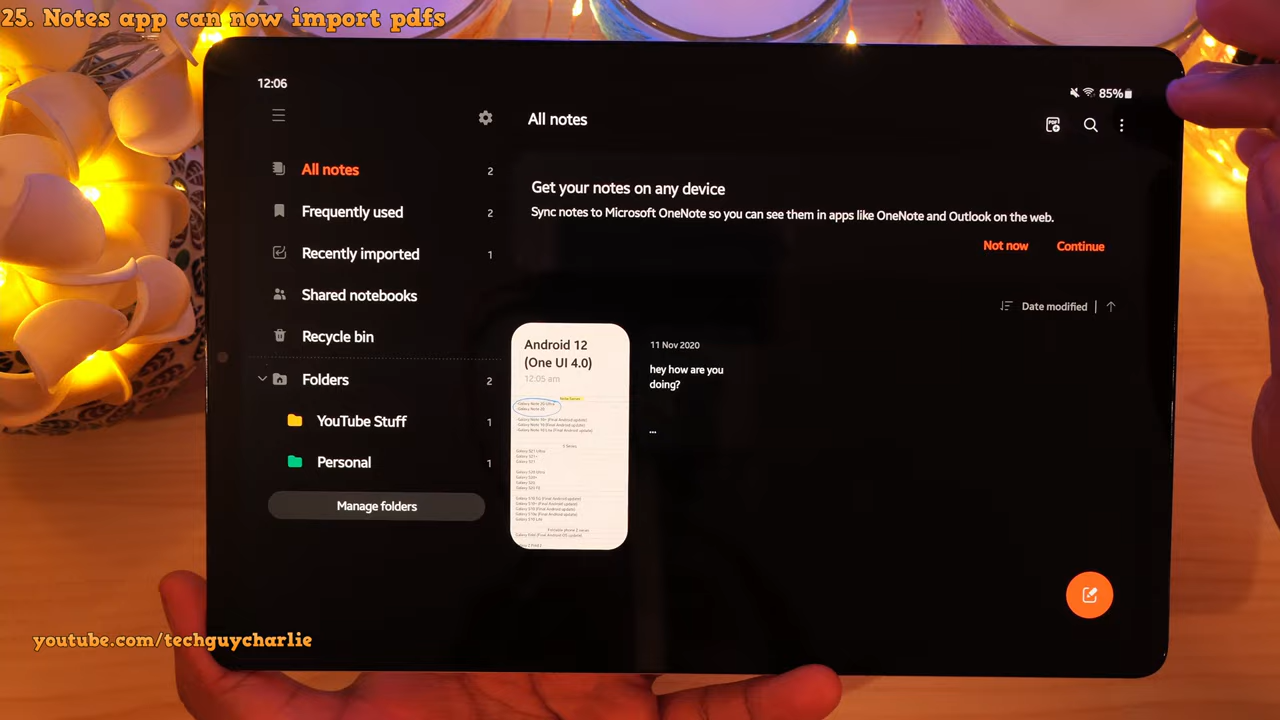 25. Notes app can now import pdfs
12:06
85%
All notes
PDF
All notes 2
Frequently used 2
Recently imported 1
Shared notebooks
Recycle bin
Folders 2
YouTube Stuff 1
Personal 1
Manage folders
Get your notes on any device
Sync notes to Microsoft OneNote so you can see them in apps like OneNote and Outlook on the web.
Not now Continue
Date modified
Android 12
(One UI 4.0)
12:05 am
11 Nov 2020
hey how are you
doing?
...
youtube.com/techguycharlie